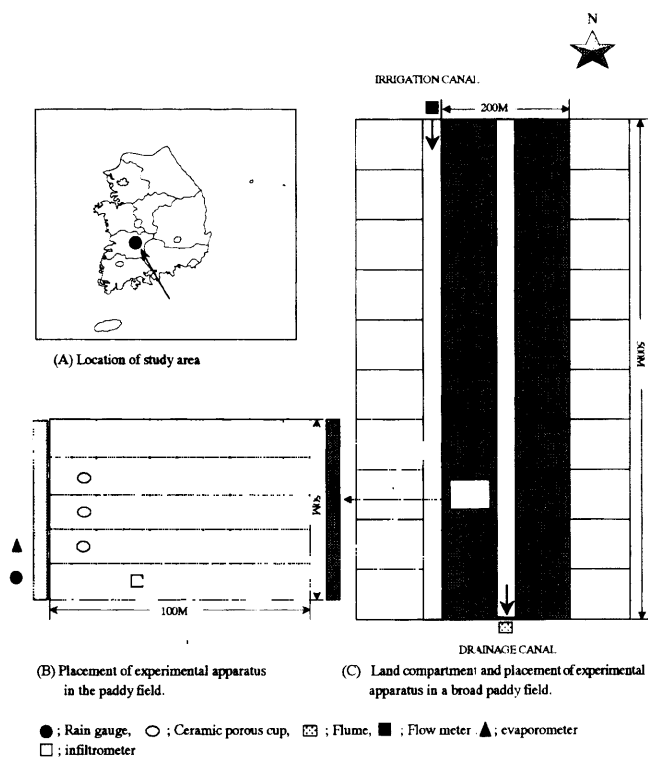 N
IRRIGATION CANAL
200M
500M
(A) Location of study area
50M
100M
DRAINAGE CANAL
(B) Placement of experimental apparatus
in the paddy field.
(C) Land compartment and placement of experimental
apparatus in a broad paddy field.
; Rain gauge, ; Ceramic porous cup, ; Flume, ; Flow meter ; evaporometer
; infiltrometer